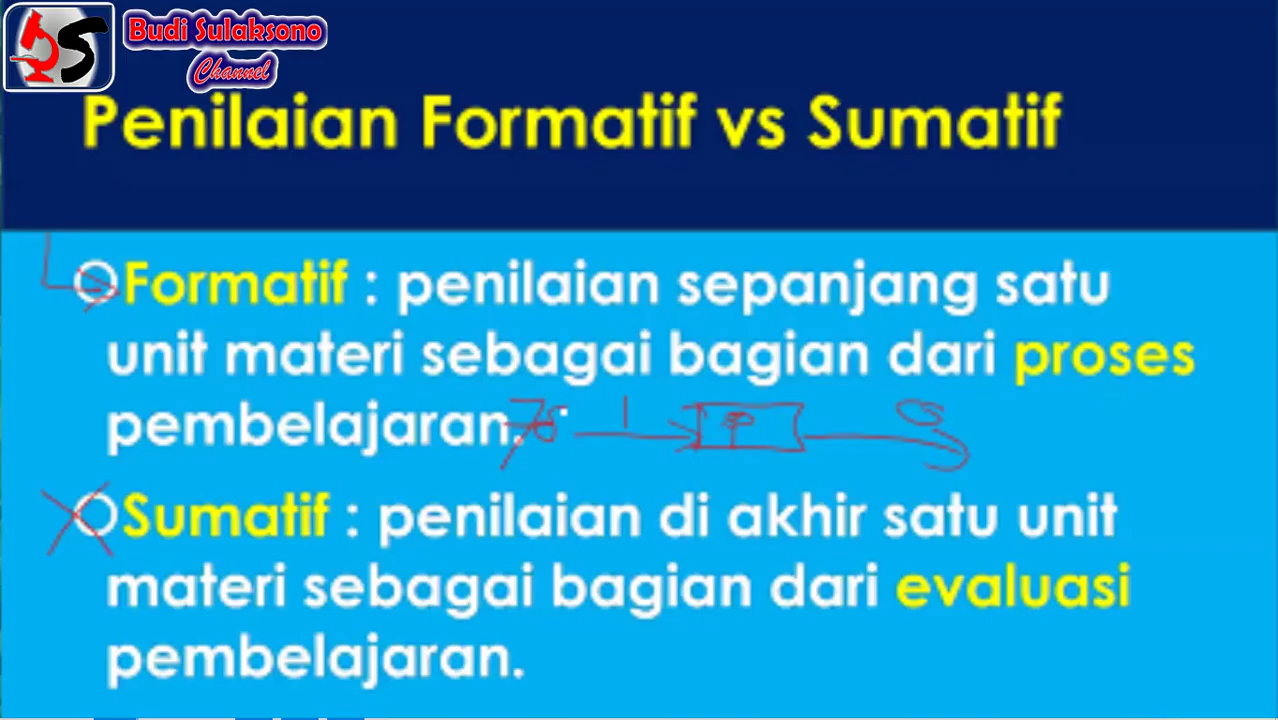 S
Budi Sulaksono
Channel
Penilaian Formatif vs Sumatif
Formatif : penilaian sepanjang satu
unit materi sebagai bagian dari proses
pembelajaran.
Sumatif : penilaian di akhir satu unit
materi sebagai bagian dari evaluasi
pembelajaran.